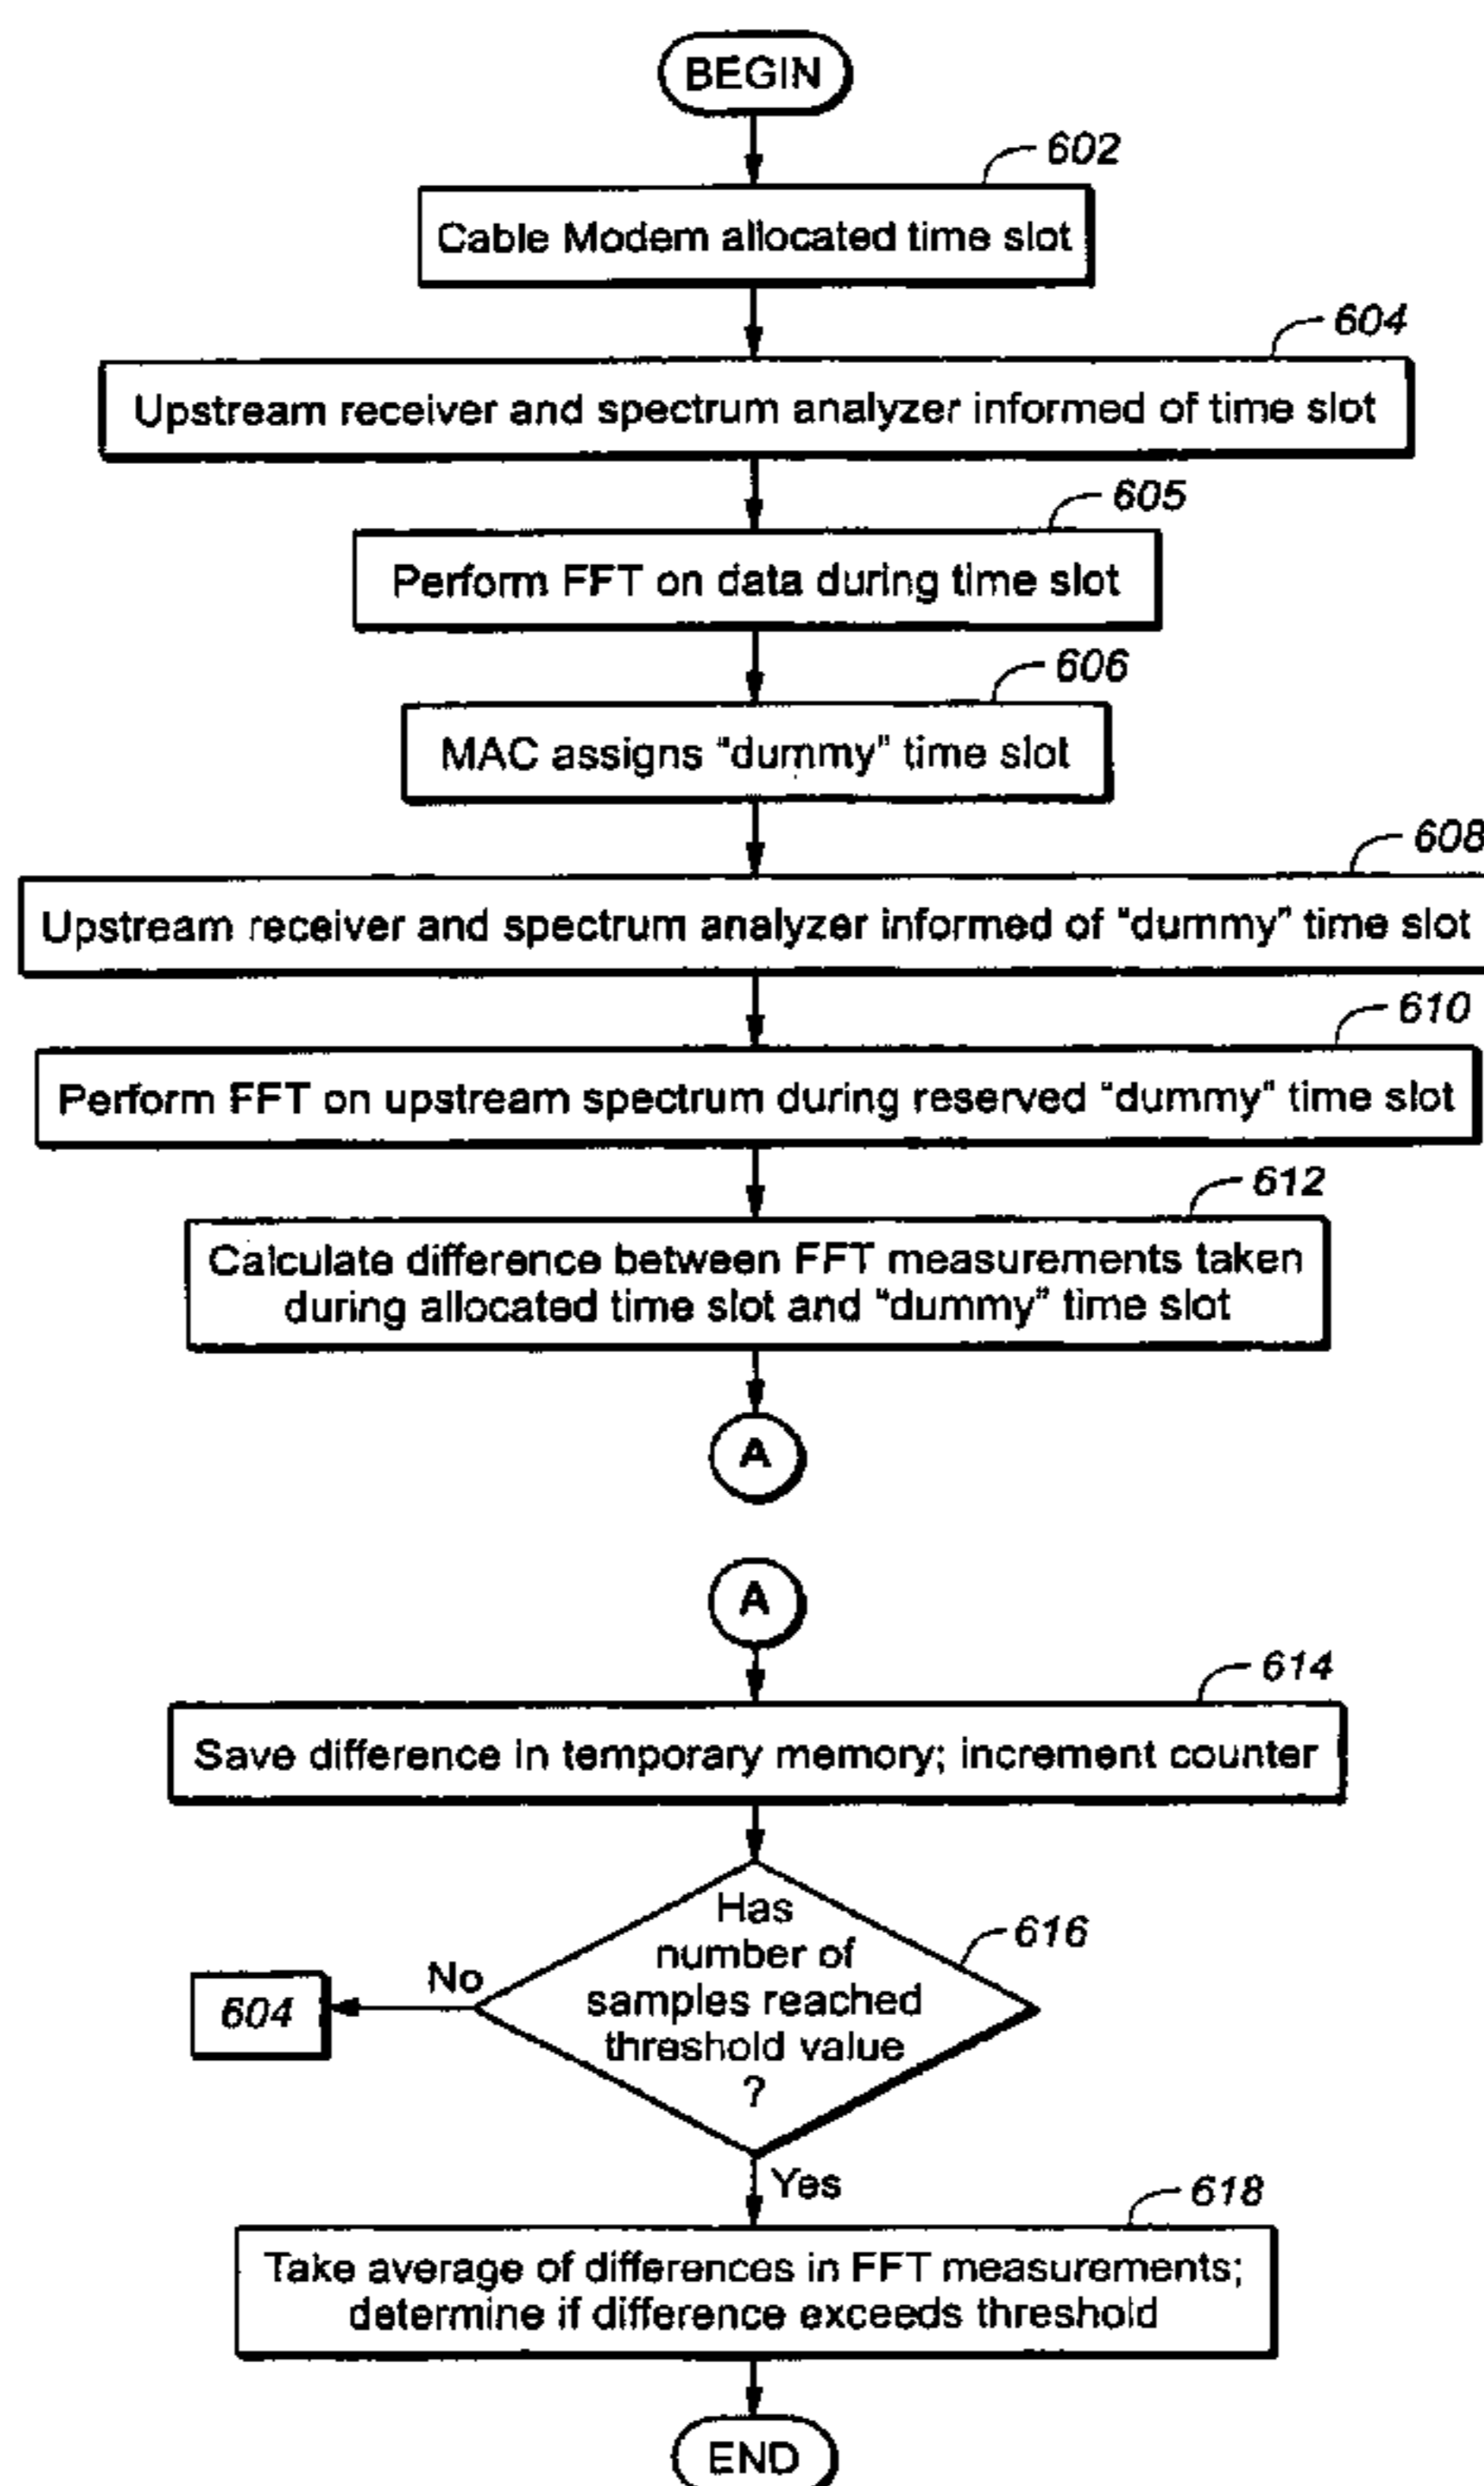 BEGIN
602
Cable Modem allocated time slot
604
Upstream receiver and spectrum analyzer informed of time slot
605
Perform FFT on data during time slot
606
MAC assigns "dummy" time slot
608
Upstream receiver and spectrum analyzer informed of "dummy" time slot
610
Perform FFT on upstream spectrum during reserved "dummy" time slot
612
Calculate difference between FFT measurements taken
during allocated time slot and "dummy" time slot
A
A
614
Save difference in temporary memory; increment counter
616
Has
number of
samples reached
threshold value
?
No
604
Yes
618
Take average of differences in FFT measurements;
determine if difference exceeds threshold
END